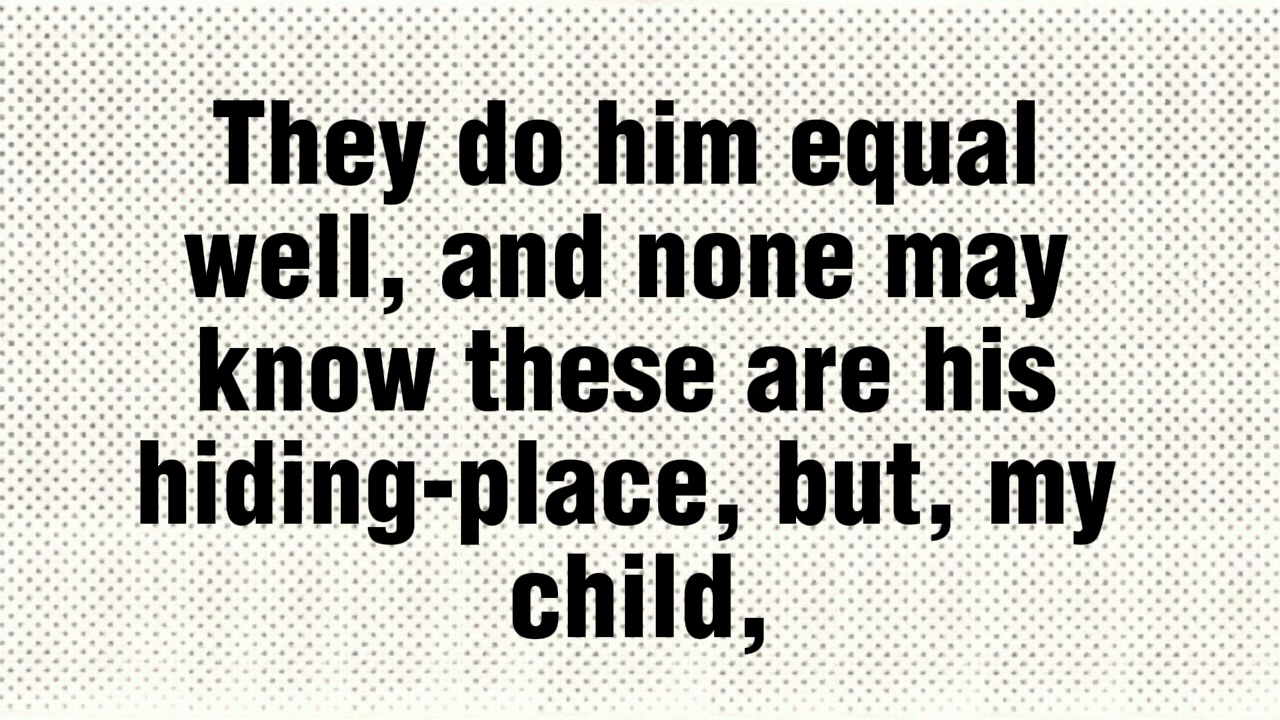 They do him equal
well, and none may
know these are his
hiding-place, but, my
child,